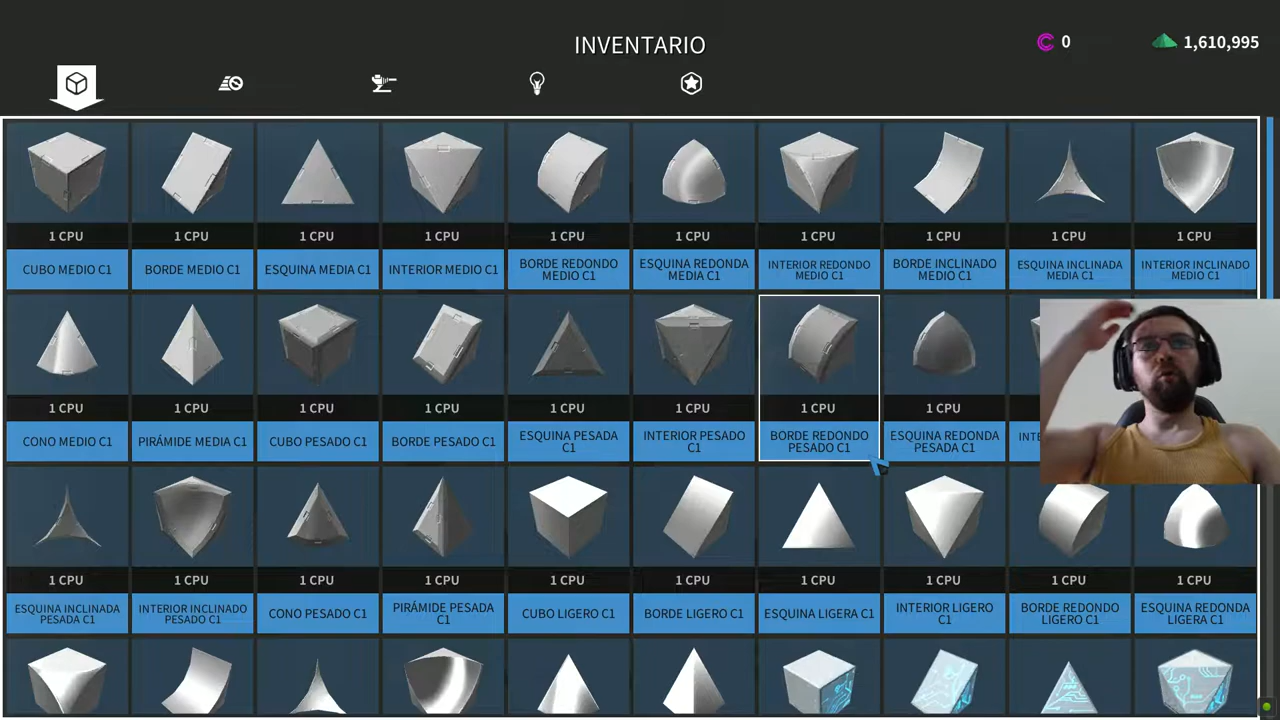 INVENTARIO
0
1,610,995
1 CPU
1 CPU
1 CPU
1 CPU
1 CPU
1 CPU
1 CPU
1 CPU
1 CPU
1 CPU
CUBO MEDIO C1
BORDE MEDIO C1
ESQUINA MEDIA C1
INTERIOR MEDIO C1
BORDE REDONDO
MEDIO C1
ESQUINA REDONDA
MEDIA C1
INTERIOR REDONDO
MEDIO C1
BORDE INCLINADO
MEDIO C1
ESQUINA INCLINADA
MEDIA C1
INTERIOR INCLINADO
MEDIO C1
1 CPU
1 CPU
1 CPU
1 CPU
1 CPU
1 CPU
1 CPU
1 CPU
CONO MEDIO C1
PIRÁMIDE MEDIA C1
CUBO PESADO C1
BORDE PESADO C1
ESQUINA PESADA
C1
INTERIOR PESADO
C1
BORDE REDONDO
PESADO C1
ESQUINA REDONDA
PESADA C1
1 CPU
1 CPU
1 CPU
1 CPU
1 CPU
1 CPU
1 CPU
1 CPU
1 CPU
1 CPU
ESQUINA INCLINADA
PESADA C1
INTERIOR INCLINADO
PESADO C1
CONO PESADO C1
PIRÁMIDE PESADA
C1
CUBO LIGERO C1
BORDE LIGERO C1
ESQUINA LIGERA C1
INTERIOR LIGERO
C1
BORDE REDONDO
LIGERO C1
ESQUINA REDONDA
LIGERA C1